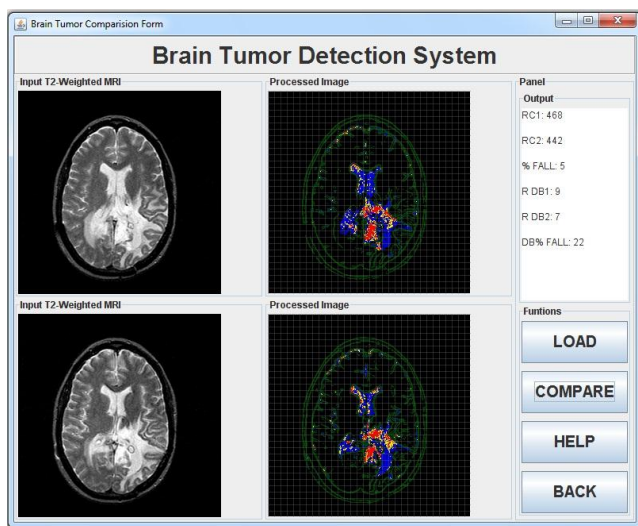 Brain Tumor Comparision Form
Brain Tumor Detection System
Input T2-Weighted MRI
Processed Image
Panel
Output
RC1: 468
RC2: 442
% FALL: 5
R DB1: 9
R DB2: 7
DB% FALL: 22
Input T2-Weighted MRI
Processed Image
Funtions
LOAD
COMPARE
HELP
BACK